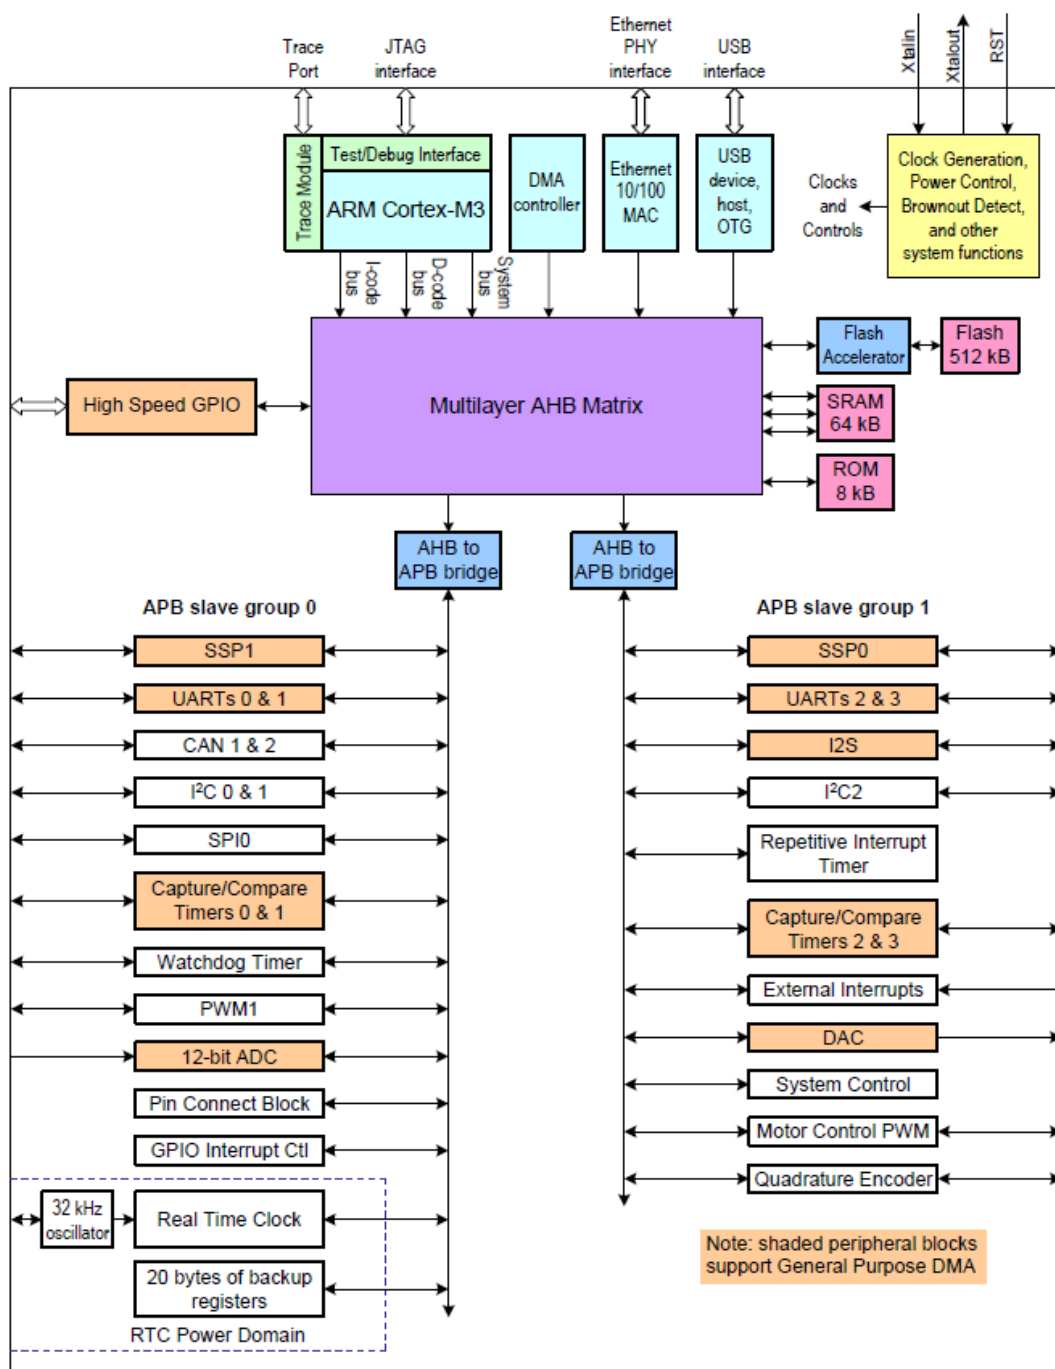 Trace
Port
JTAG
interface
Ethernet
PHY
interface
USB
interface
Xtalin
Xtalout
RST
Trace Module
Test/Debug Interface
ARM Cortex-M3
DMA
controller
Ethernet
10/100
MAC
USB
device,
host,
OTG
Clocks
and
Controls
Clock Generation,
Power Control,
Brownout Detect,
and other
system functions
I-code
bus
D-code
bus
System
bus
Multilayer AHB Matrix
High Speed GPIO
Flash
Accelerator
Flash
512 kB
SRAM
64 kB
ROM
8 kB
AHB to
APB bridge
AHB to
APB bridge
APB slave group 0
SSP1
UARTs 0 & 1
CAN 1 & 2
I²C 0 & 1
SPI0
Capture/Compare
Timers 0 & 1
Watchdog Timer
PWM1
12-bit ADC
Pin Connect Block
GPIO Interrupt Ctl
32 kHz
oscillator
Real Time Clock
20 bytes of backup
registers
RTC Power Domain
APB slave group 1
SSP0
UARTs 2 & 3
I2S
I²C2
Repetitive Interrupt
Timer
Capture/Compare
Timers 2 & 3
External Interrupts
DAC
System Control
Motor Control PWM
Quadrature Encoder
Note: shaded peripheral blocks
support General Purpose DMA